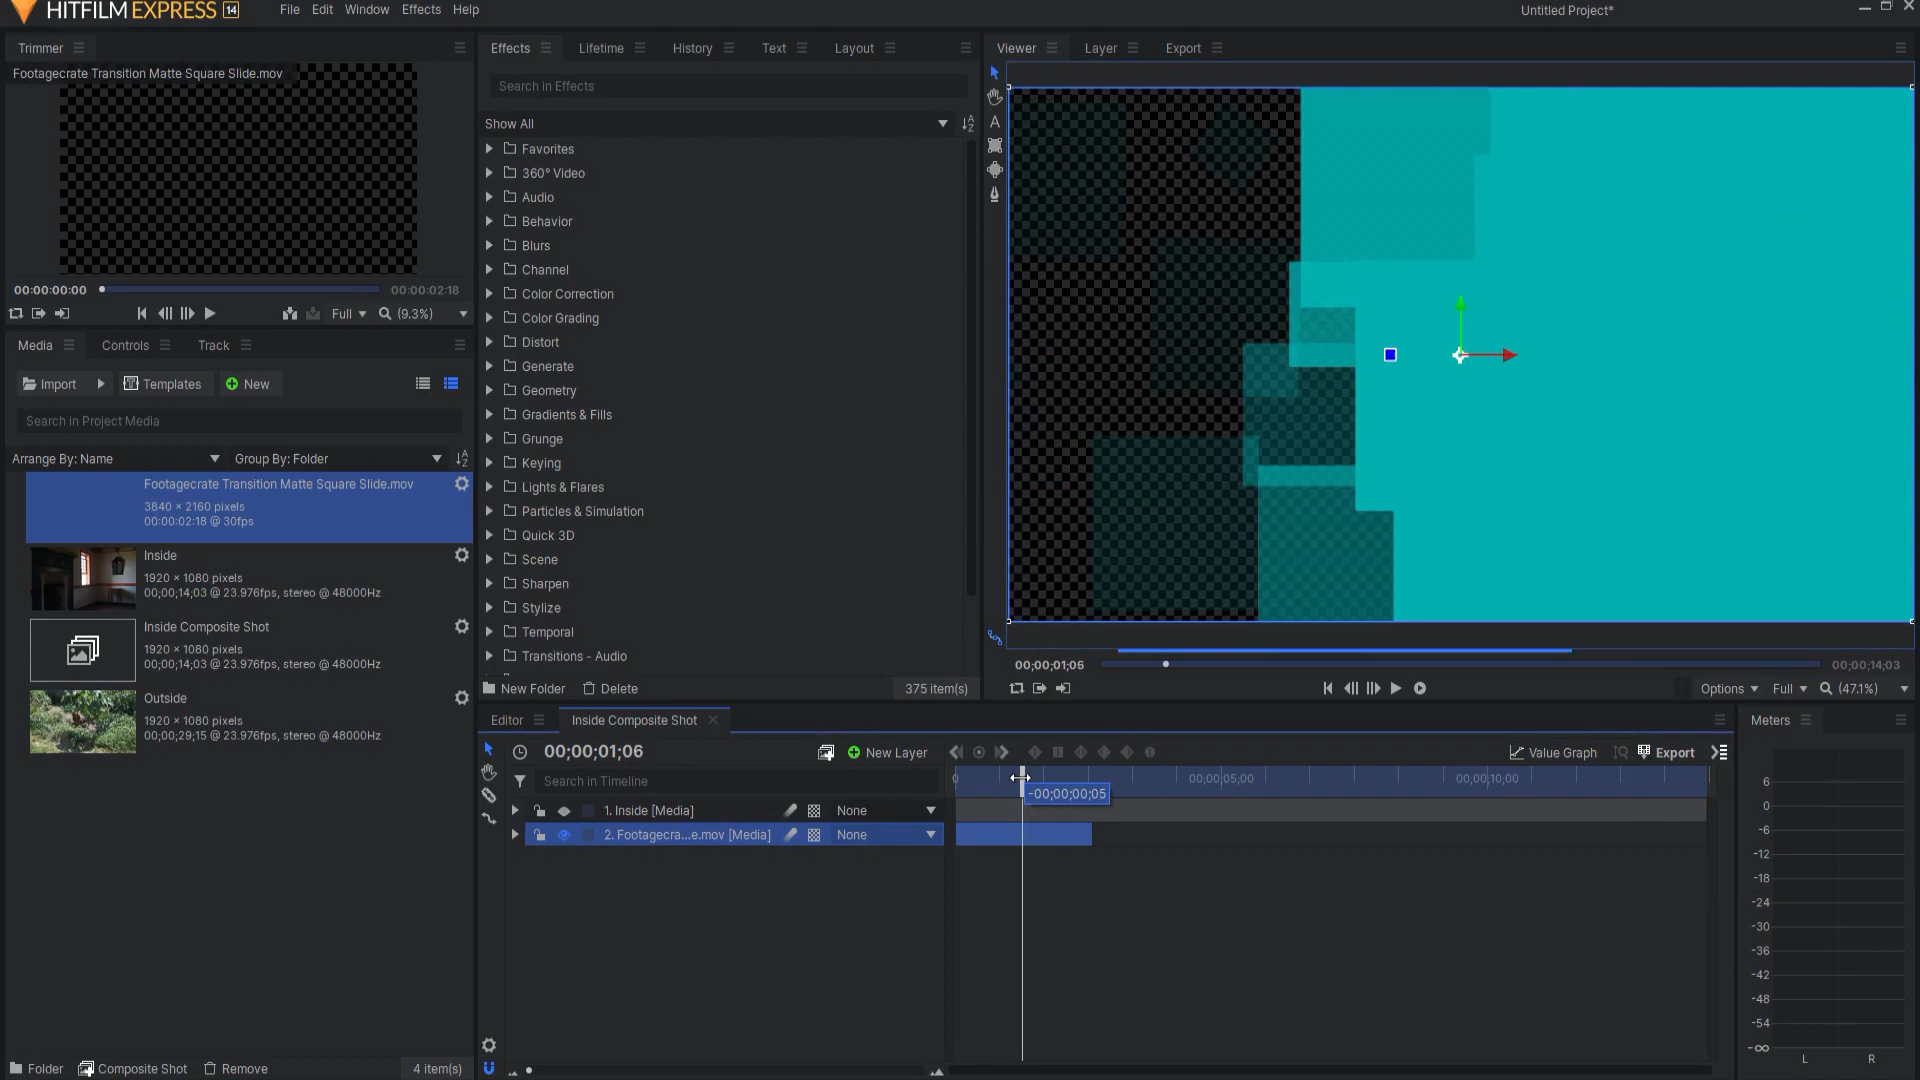 HITFILM EXPRESS 14
File Edit Window Effects Help
Untitled Project*
Trimmer
Footagecrate Transition Matte Square Slide.mov
00:00:00:00
00:00:02:18
Full
(9.3%)
Media Controls Track
Import Templates New
Search in Project Media
Arrange By: Name Group By: Folder
Footagecrate Transition Matte Square Slide.mov
3840 × 2160 pixels
00:00:02:18 @ 30fps
Inside
1920 × 1080 pixels
00;00;14;03 @ 23.976fps, stereo @ 48000Hz
Inside Composite Shot
1920 × 1080 pixels
00;00;14;03 @ 23.976fps, stereo @ 48000Hz
Outside
1920 × 1080 pixels
00;00;29;15 @ 23.976fps, stereo @ 48000Hz
Folder Composite Shot Remove 4 item(s)
Effects Lifetime History Text Layout
Search in Effects
Show All
Favorites
360° Video
Audio
Behavior
Blurs
Channel
Color Correction
Color Grading
Distort
Generate
Geometry
Gradients & Fills
Grunge
Keying
Lights & Flares
Particles & Simulation
Quick 3D
Scene
Sharpen
Stylize
Temporal
Transitions - Audio
New Folder Delete 375 item(s)
Viewer Layer Export
A
00;00;01;06
00;00;14;03
Options Full (47.1%)
Editor Inside Composite Shot
00;00;01;06
New Layer
Value Graph
Export
Search in Timeline
0 00;00;05;00 00;00;10;00
-00;00;00;05
1. Inside [Media] None
2. Footagecra...e.mov [Media] None
Meters
6
0
-6
-12
-18
-24
-30
-36
-42
-48
-54
-∞
L R